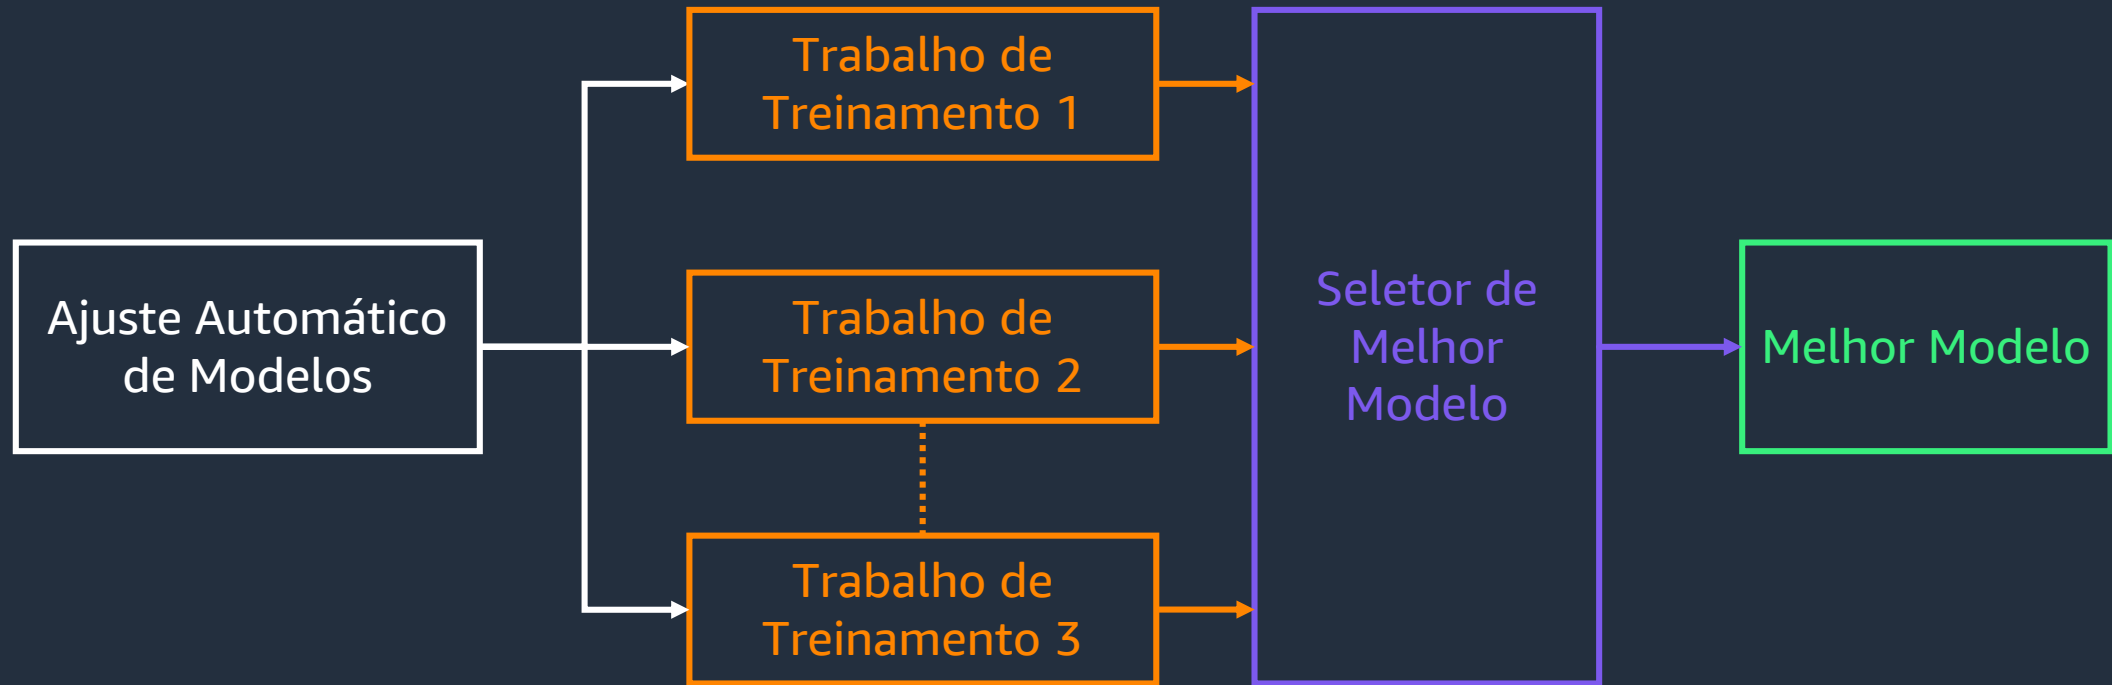 Ajuste Automático
de Modelos
Trabalho de
Treinamento 1
Trabalho de
Treinamento 2
Trabalho de
Treinamento 3
Seletor de
Melhor
Modelo
Melhor Modelo